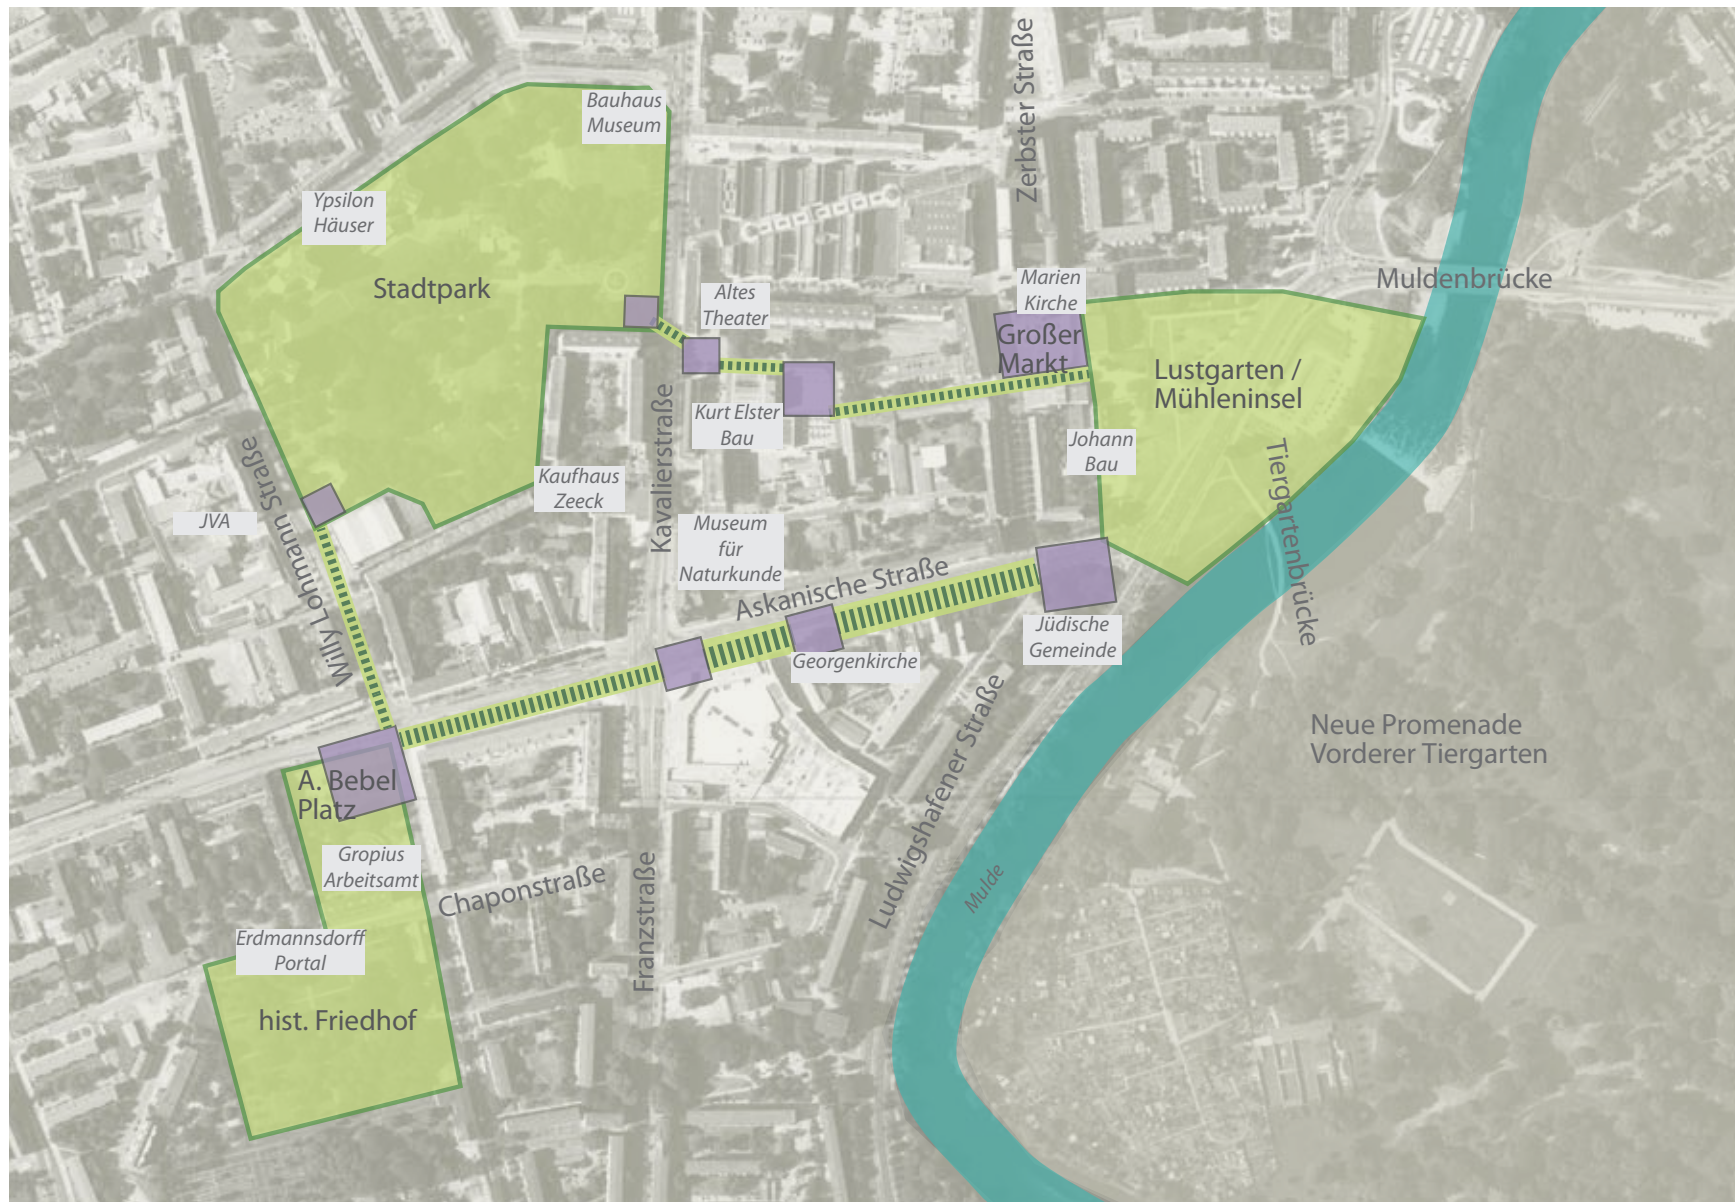 Zerbster Straße
Bauhaus
Museum
Ypsilon
Häuser
Stadtpark
Marien
Kirche
Muldenbrücke
Altes
Theater
Großer
Markt
Lustgarten /
Mühleninsel
Kurt Elster
Bau
Kavalierstraße
Johann
Bau
Tiergartenbrücke
Kaufhaus
Zeeck
Willy Lohmann Straße
JVA
Museum
für
Naturkunde
Askanische Straße
Jüdische
Gemeinde
Georgenkirche
Neue Promenade
Vorderer Tiergarten
A. Bebel
Platz
Ludwigshafener Straße
Gropius
Arbeitsamt
Chaponstraße
Mulde
Franzstraße
Erdmannsdorff
Portal
hist. Friedhof